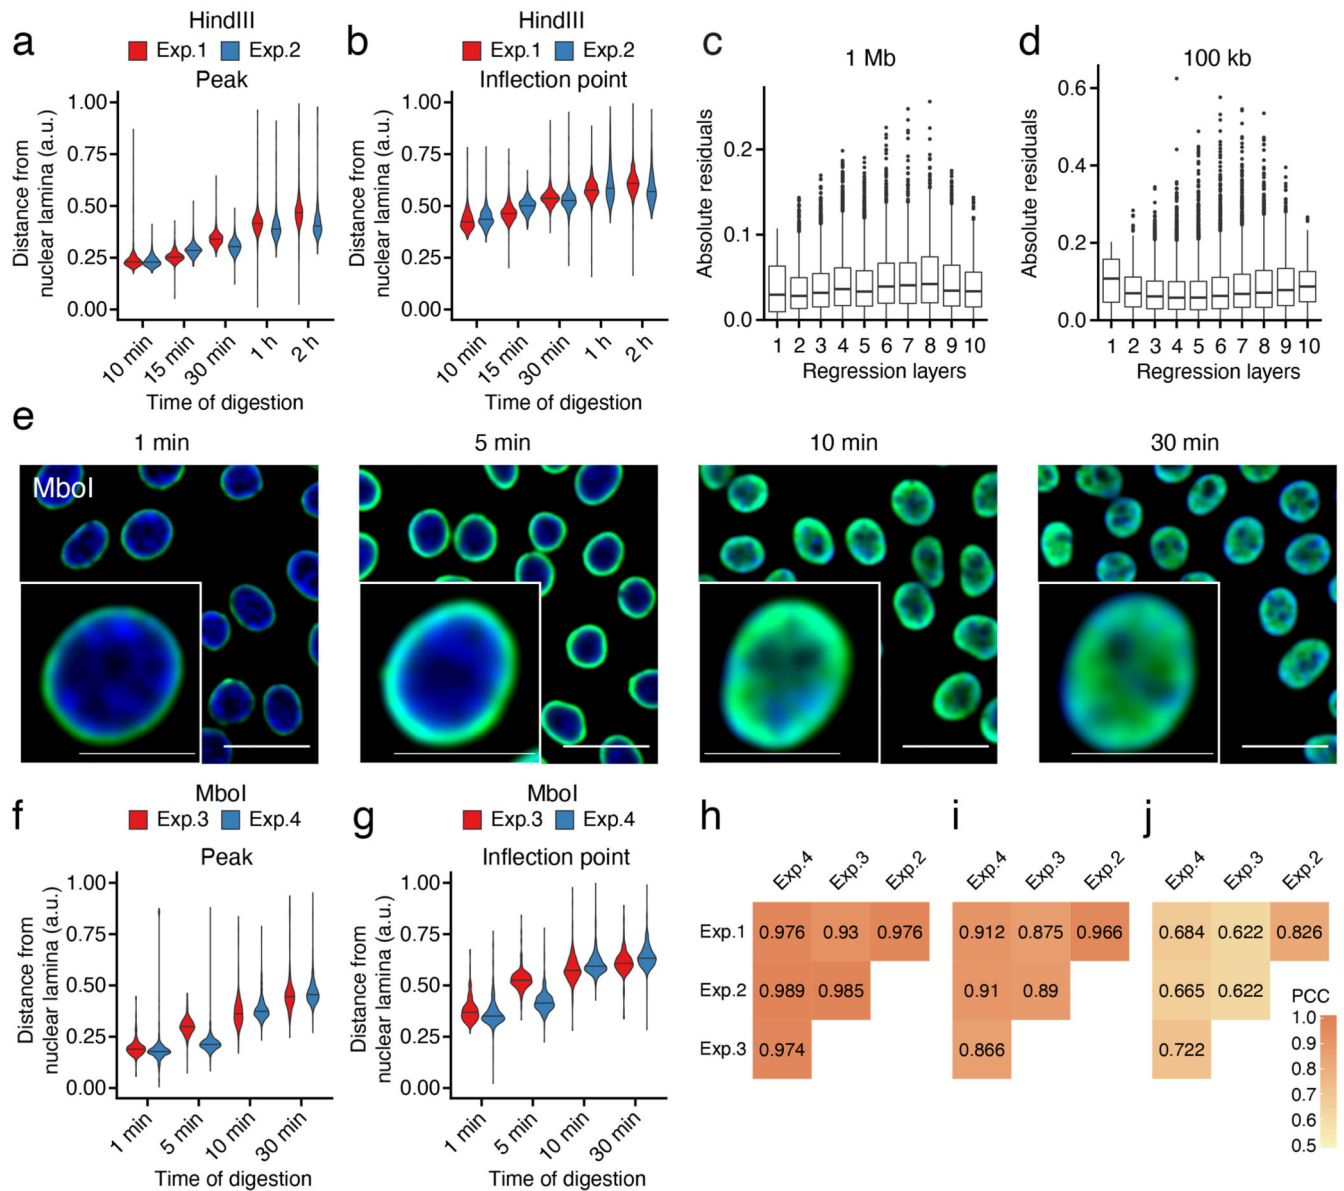 a
HindIII
Exp.1 Exp.2
Peak
Distance from
nuclear lamina (a.u.)
1.00
0.75
0.50
0.25
0.00
10 min 15 min 30 min 1 h 2 h
Time of digestion
b
HindIII
Exp.1 Exp.2
Inflection point
Distance from
nuclear lamina (a.u.)
1.00
0.75
0.50
0.25
0.00
10 min 15 min 30 min 1 h 2 h
Time of digestion
c
1 Mb
Absolute residuals
0.2
0.1
0.0
1 2 3 4 5 6 7 8 9 10
Regression layers
d
100 kb
Absolute residuals
0.6
0.4
0.2
0.0
1 2 3 4 5 6 7 8 9 10
Regression layers
e
1 min 5 min 10 min 30 min
MboI
f
MboI
Exp.3 Exp.4
Peak
Distance from
nuclear lamina (a.u.)
1.00
0.75
0.50
0.25
0.00
1 min 5 min 10 min 30 min
Time of digestion
g
MboI
Exp.3 Exp.4
Inflection point
Distance from
nuclear lamina (a.u.)
1.00
0.75
0.50
0.25
0.00
1 min 5 min 10 min 30 min
Time of digestion
h
Exp.4 Exp.3 Exp.2
Exp.1 0.976 0.93 0.976
Exp.2 0.989 0.985
Exp.3 0.974
i
Exp.4 Exp.3 Exp.2
0.912 0.875 0.966
0.91 0.89
0.866
j
Exp.4 Exp.3 Exp.2
0.684 0.622 0.826
0.665 0.622
0.722
PCC
1.0
0.9
0.8
0.7
0.6
0.5